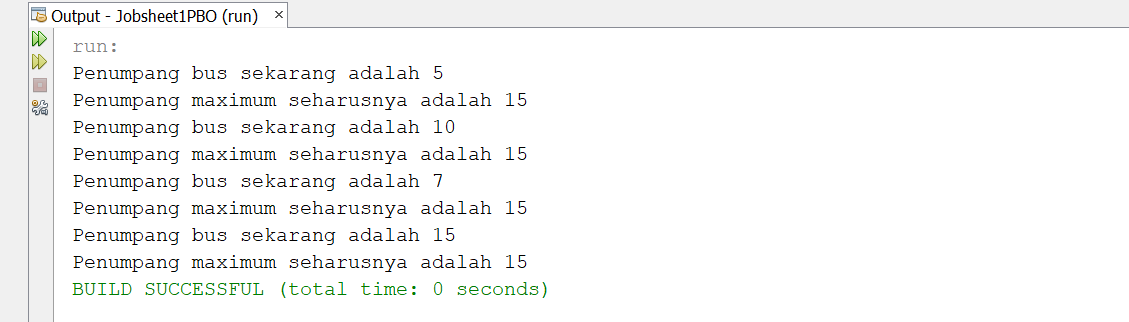 Output - Jobsheet1PBO (run) ×
run:
Penumpang bus sekarang adalah 5
Penumpang maximum seharusnya adalah 15
Penumpang bus sekarang adalah 10
Penumpang maximum seharusnya adalah 15
Penumpang bus sekarang adalah 7
Penumpang maximum seharusnya adalah 15
Penumpang bus sekarang adalah 15
Penumpang maximum seharusnya adalah 15
BUILD SUCCESSFUL (total time: 0 seconds)